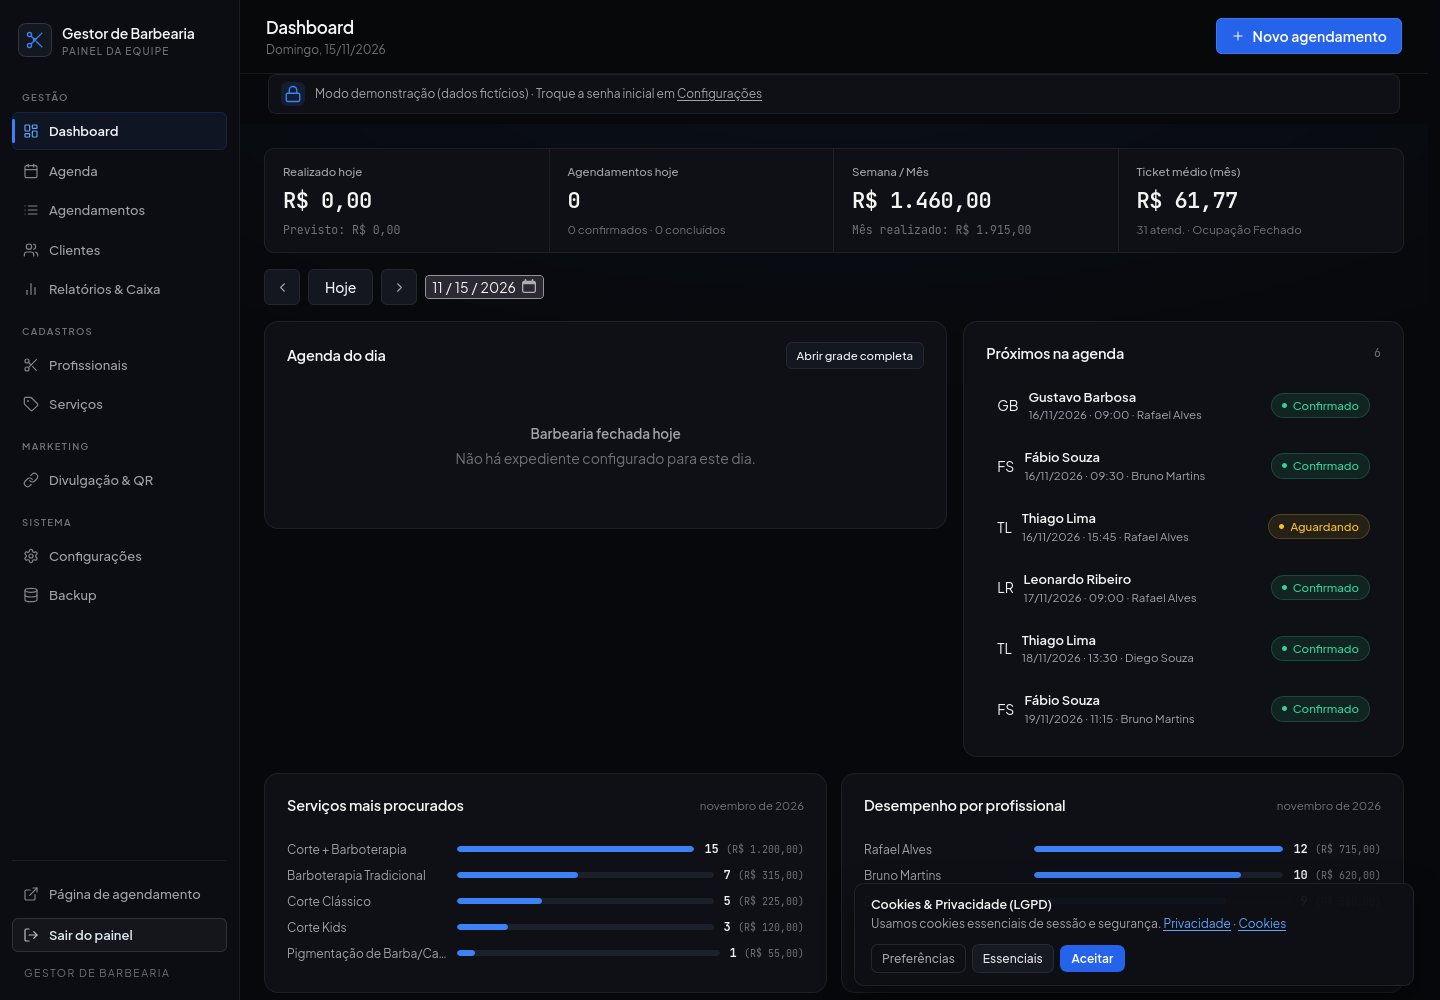 Gestor de Barbearia
PAINEL DA EQUIPE
GESTÃO
Dashboard
Agenda
Agendamentos
Clientes
Relatórios & Caixa
CADASTROS
Profissionais
Serviços
MARKETING
Divulgação & QR
SISTEMA
Configurações
Backup
Página de agendamento
Sair do painel
GESTOR DE BARBEARIA
Dashboard
Domingo, 15/11/2026
Novo agendamento
Modo demonstração (dados fictícios) · Troque a senha inicial em Configurações
Realizado hoje
R$ 0,00
Previsto: R$ 0,00
Agendamentos hoje
0
0 confirmados · 0 concluídos
Semana / Mês
R$ 1.460,00
Mês realizado: R$ 1.915,00
Ticket médio (mês)
R$ 61,77
31 atend. · Ocupação Fechado
Hoje
11 / 15 / 2026
Agenda do dia
Abrir grade completa
Barbearia fechada hoje
Não há expediente configurado para este dia.
Próximos na agenda
6
GB
Gustavo Barbosa
16/11/2026 · 09:00 · Rafael Alves
Confirmado
FS
Fábio Souza
16/11/2026 · 09:30 · Bruno Martins
Confirmado
TL
Thiago Lima
16/11/2026 · 15:45 · Rafael Alves
Aguardando
LR
Leonardo Ribeiro
17/11/2026 · 09:00 · Rafael Alves
Confirmado
TL
Thiago Lima
18/11/2026 · 13:30 · Diego Souza
Confirmado
FS
Fábio Souza
19/11/2026 · 11:15 · Bruno Martins
Confirmado
Serviços mais procurados
novembro de 2026
Corte + Barboterapia 15 (R$ 1.200,00)
Barboterapia Tradicional 7 (R$ 315,00)
Corte Clássico 5 (R$ 225,00)
Corte Kids 3 (R$ 120,00)
Pigmentação de Barba/Ca... 1 (R$ 55,00)
Desempenho por profissional
novembro de 2026
Rafael Alves 12 (R$ 715,00)
Bruno Martins 10 (R$ 620,00)
Cookies & Privacidade (LGPD)
Usamos cookies essenciais de sessão e segurança. Privacidade · Cookies
Preferências
Essenciais
Aceitar